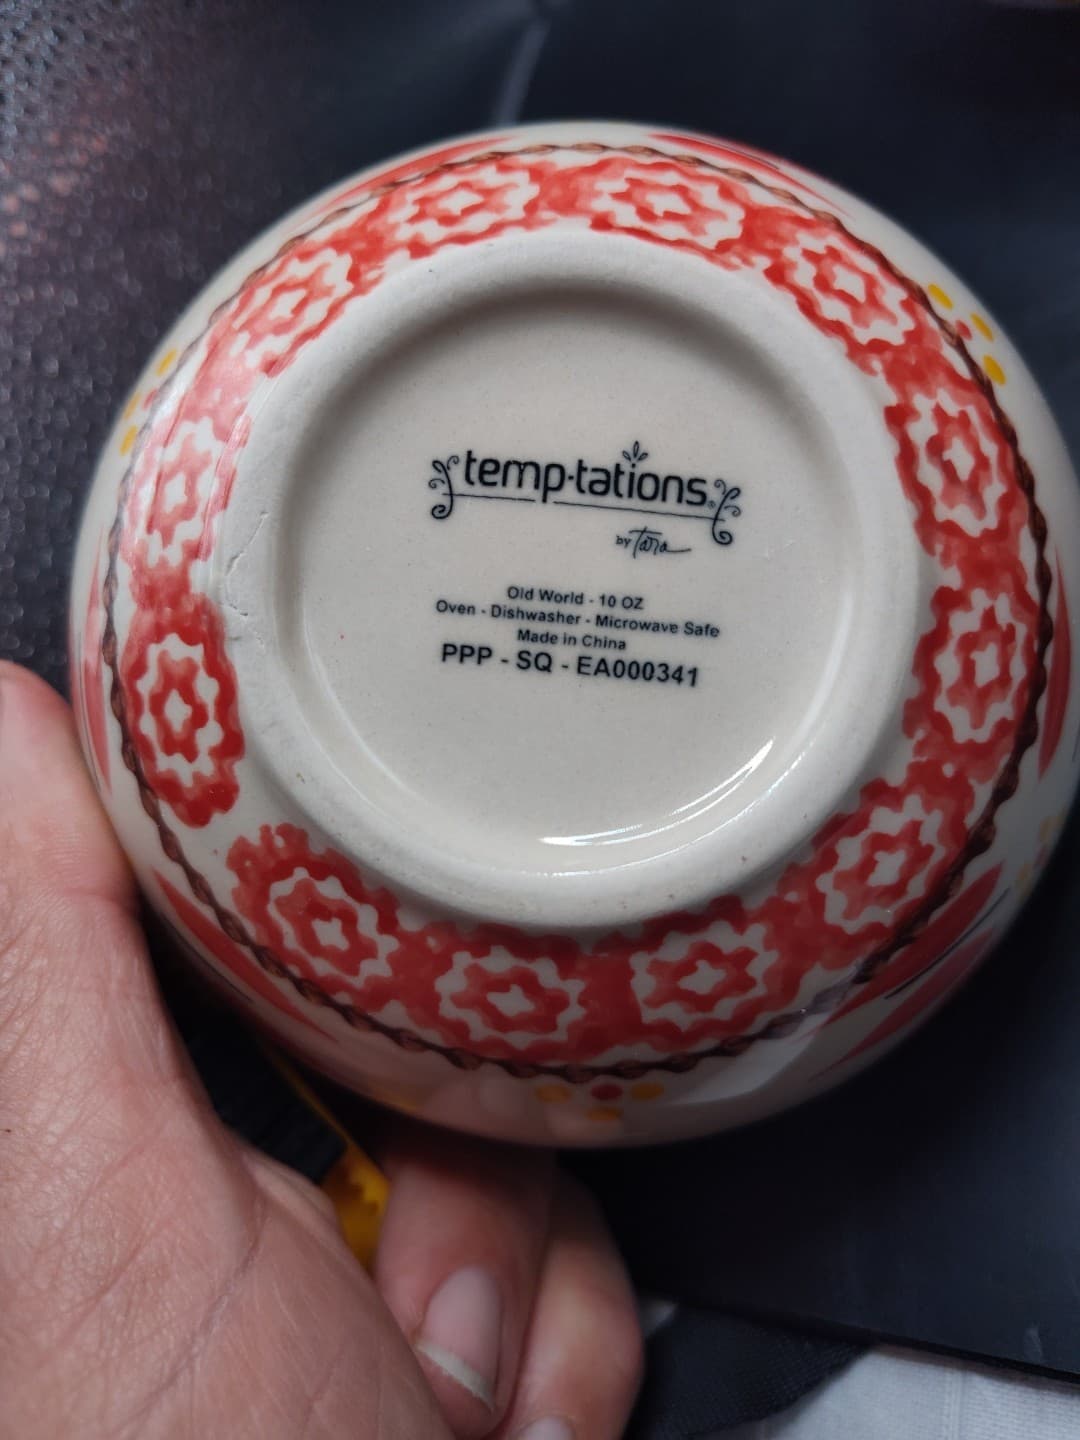 temp·tations®
by Tara
Old World - 10 OZ
Oven - Dishwasher - Microwave Safe
Made in China
PPP - SQ - EA000341